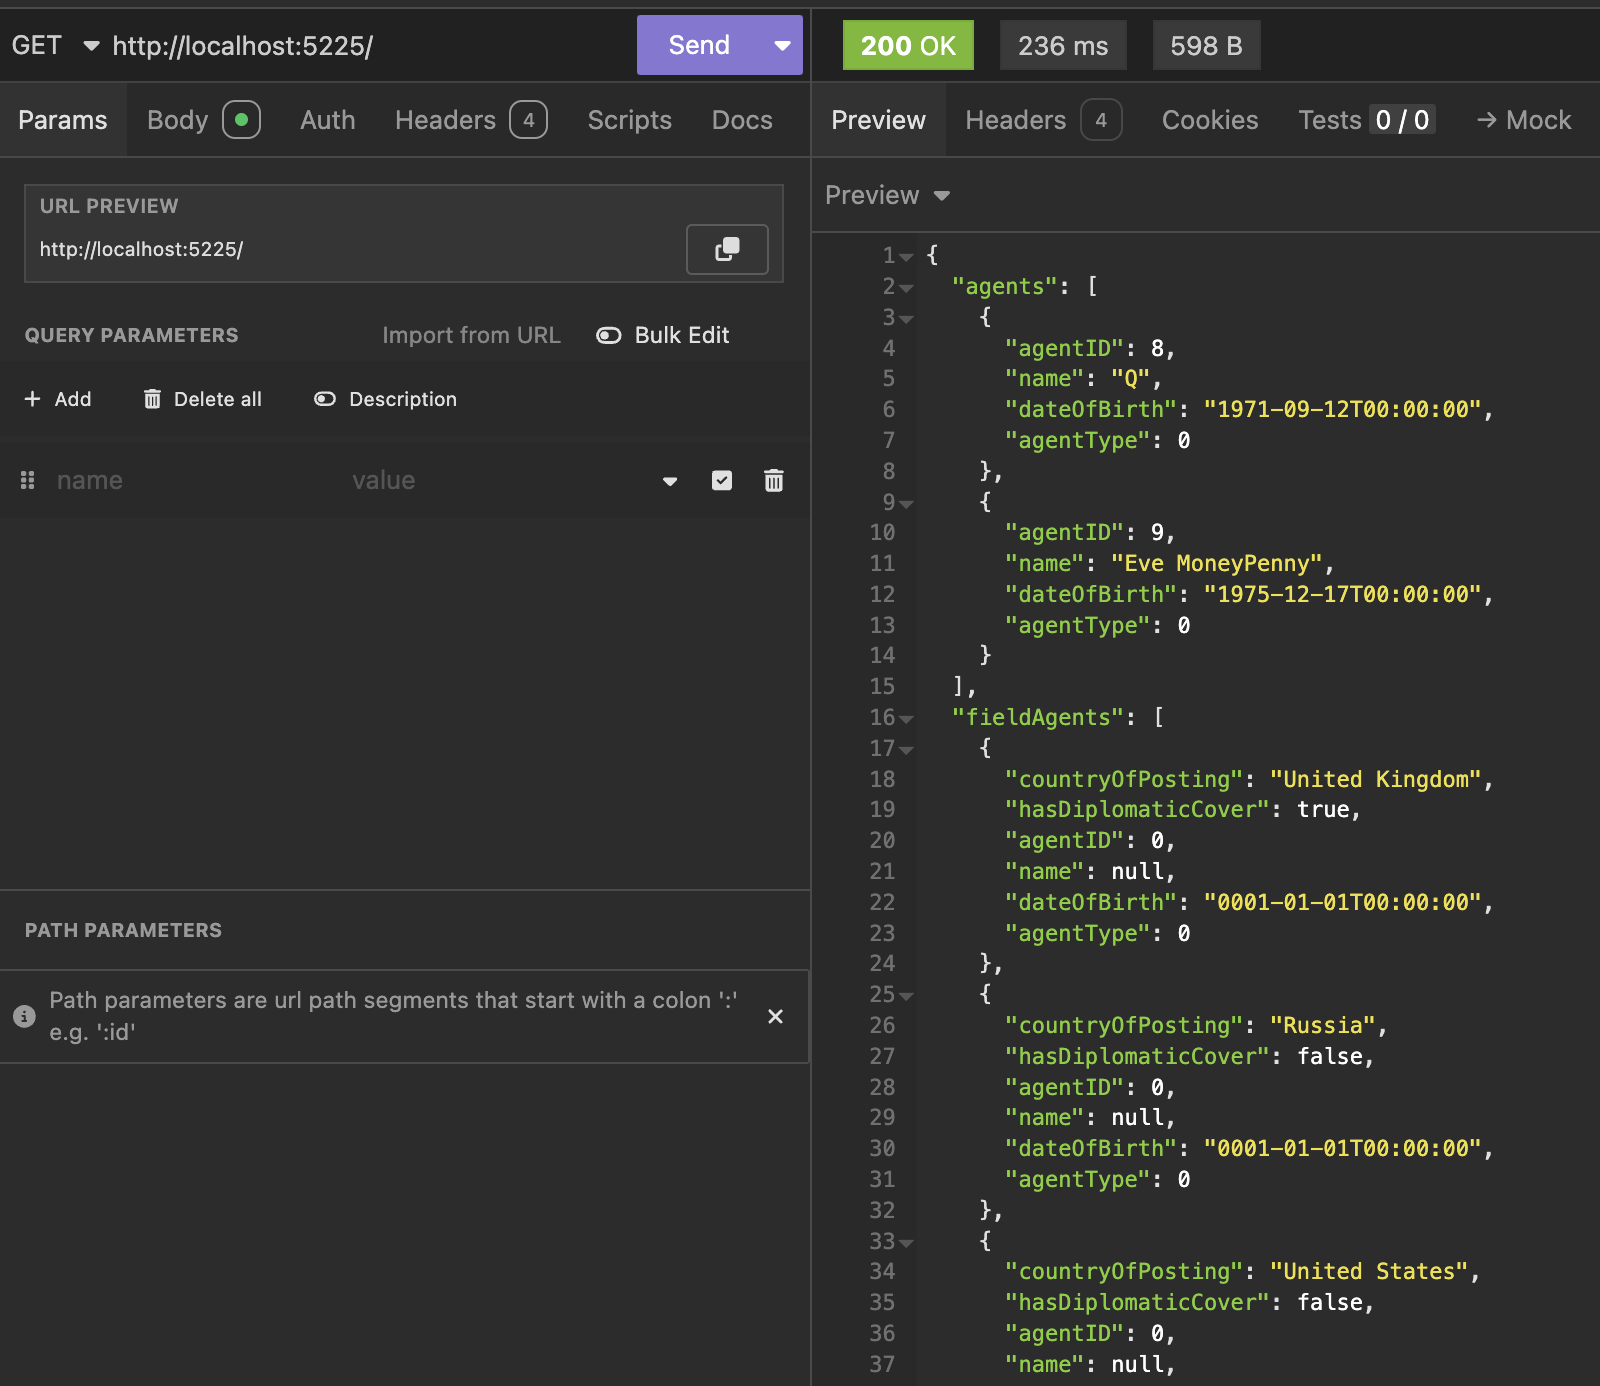 GET http://localhost:5225/ Send
200 OK 236 ms 598 B
Params Body Auth Headers 4 Scripts Docs
Preview Headers 4 Cookies Tests 0 / 0 → Mock
URL PREVIEW
http://localhost:5225/
QUERY PARAMETERS Import from URL Bulk Edit
+ Add Delete all Description
name value
PATH PARAMETERS
Path parameters are url path segments that start with a colon ':'
e.g. ':id'
Preview
1 {
2 "agents": [
3 {
4 "agentID": 8,
5 "name": "Q",
6 "dateOfBirth": "1971-09-12T00:00:00",
7 "agentType": 0
8 },
9 {
10 "agentID": 9,
11 "name": "Eve MoneyPenny",
12 "dateOfBirth": "1975-12-17T00:00:00",
13 "agentType": 0
14 }
15 ],
16 "fieldAgents": [
17 {
18 "countryOfPosting": "United Kingdom",
19 "hasDiplomaticCover": true,
20 "agentID": 0,
21 "name": null,
22 "dateOfBirth": "0001-01-01T00:00:00",
23 "agentType": 0
24 },
25 {
26 "countryOfPosting": "Russia",
27 "hasDiplomaticCover": false,
28 "agentID": 0,
29 "name": null,
30 "dateOfBirth": "0001-01-01T00:00:00",
31 "agentType": 0
32 },
33 {
34 "countryOfPosting": "United States",
35 "hasDiplomaticCover": false,
36 "agentID": 0,
37 "name": null,